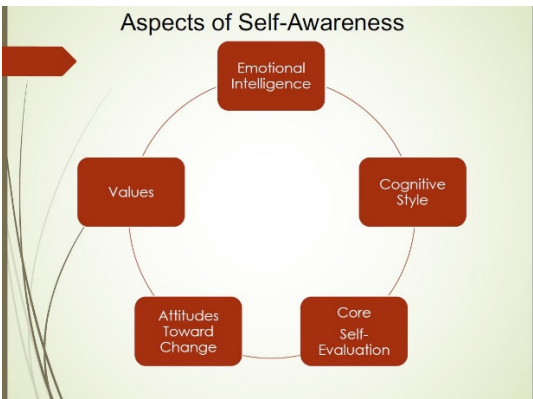 Aspects of Self-Awareness
Emotional
Intelligence
Cognitive
Style
Core
Self-
Evaluation
Attitudes
Toward
Change
Values